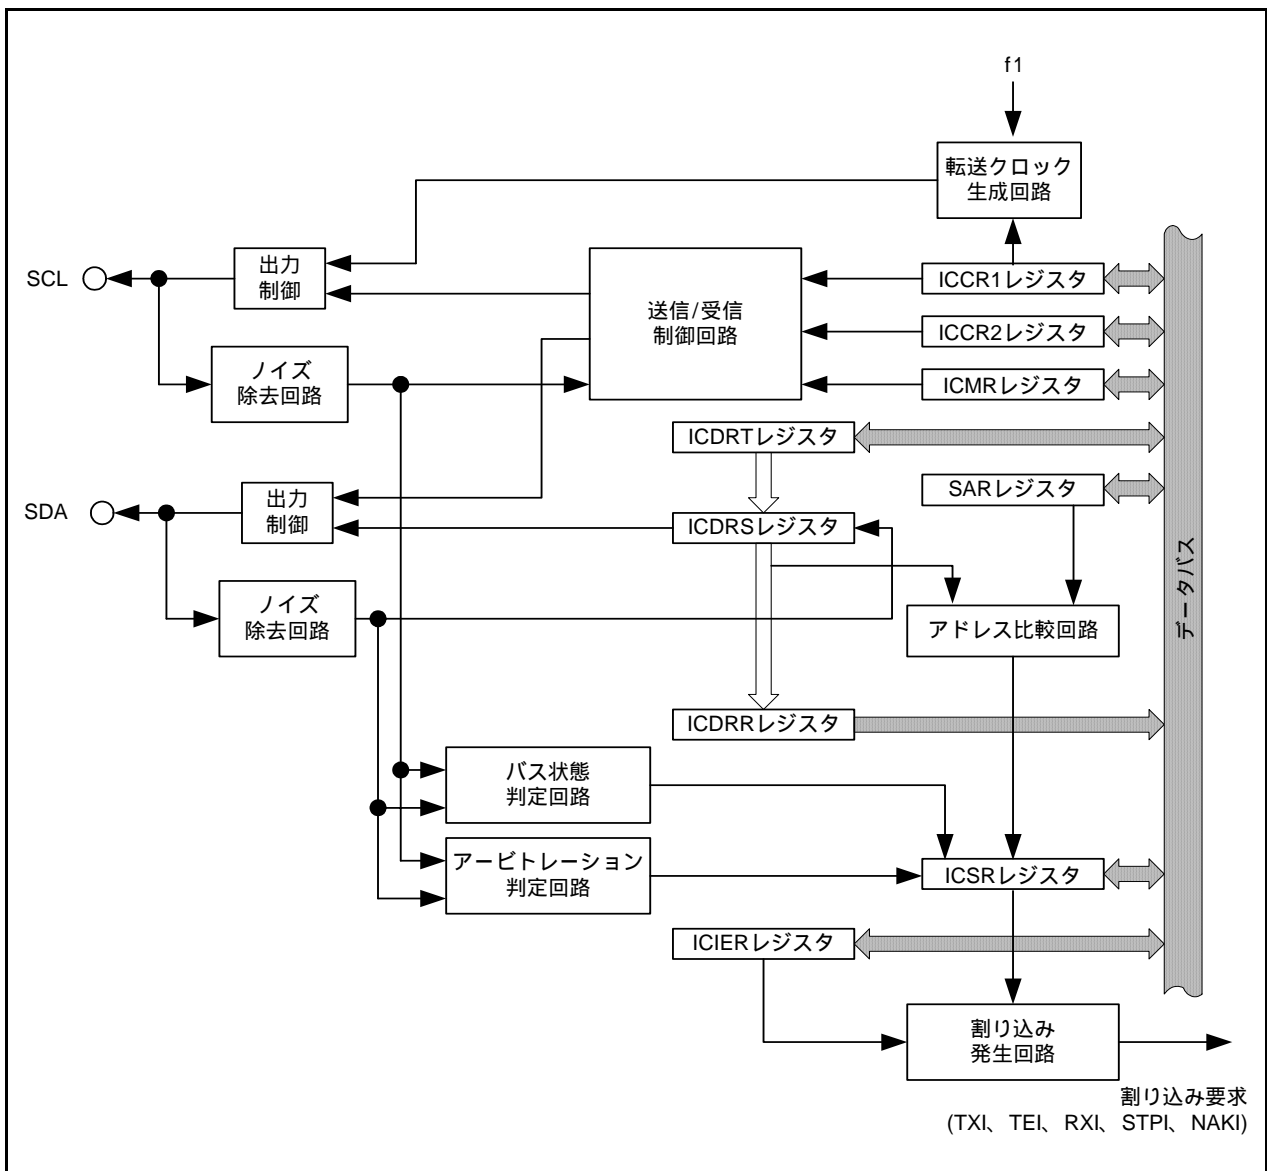 f1
転送クロック
生成回路
SCL
出力
制御
送信/受信
制御回路
ICCR1レジスタ
ICCR2レジスタ
ノイズ
除去回路
ICMRレジスタ
ICDRTレジスタ
SARレジスタ
SDA
出力
制御
ICDRSレジスタ
データバス
ノイズ
除去回路
アドレス比較回路
ICDRRレジスタ
バス状態
判定回路
アービトレーション
判定回路
ICSRレジスタ
ICIERレジスタ
割り込み
発生回路
割り込み要求
(TXI、TEI、RXI、STPI、NAKI)